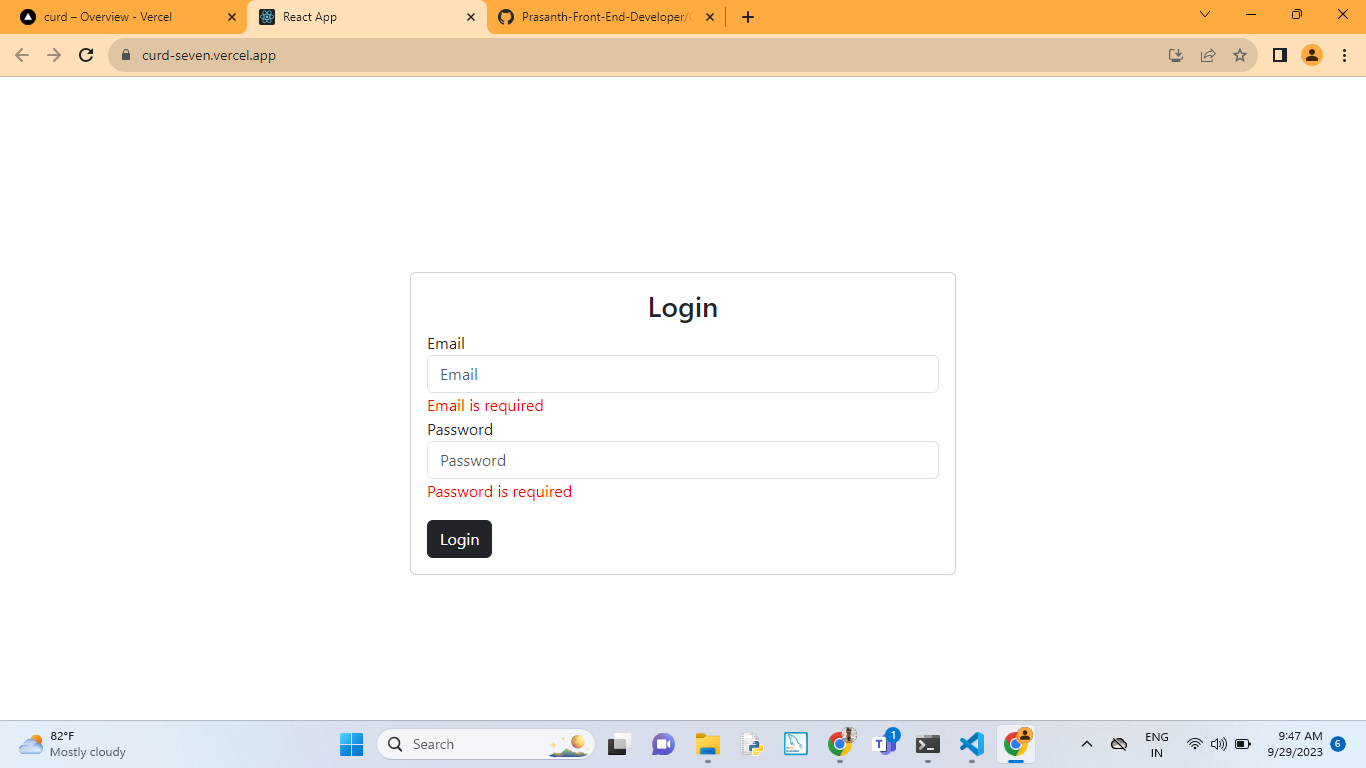 curd – Overview - Vercel
React App
Prasanth-Front-End-Developer/
curd-seven.vercel.app
Login
Email
Email
Email is required
Password
Password
Password is required
Login
82°F
Mostly cloudy
Search
T
1
ENG
IN
9:47 AM
9/29/2023
6